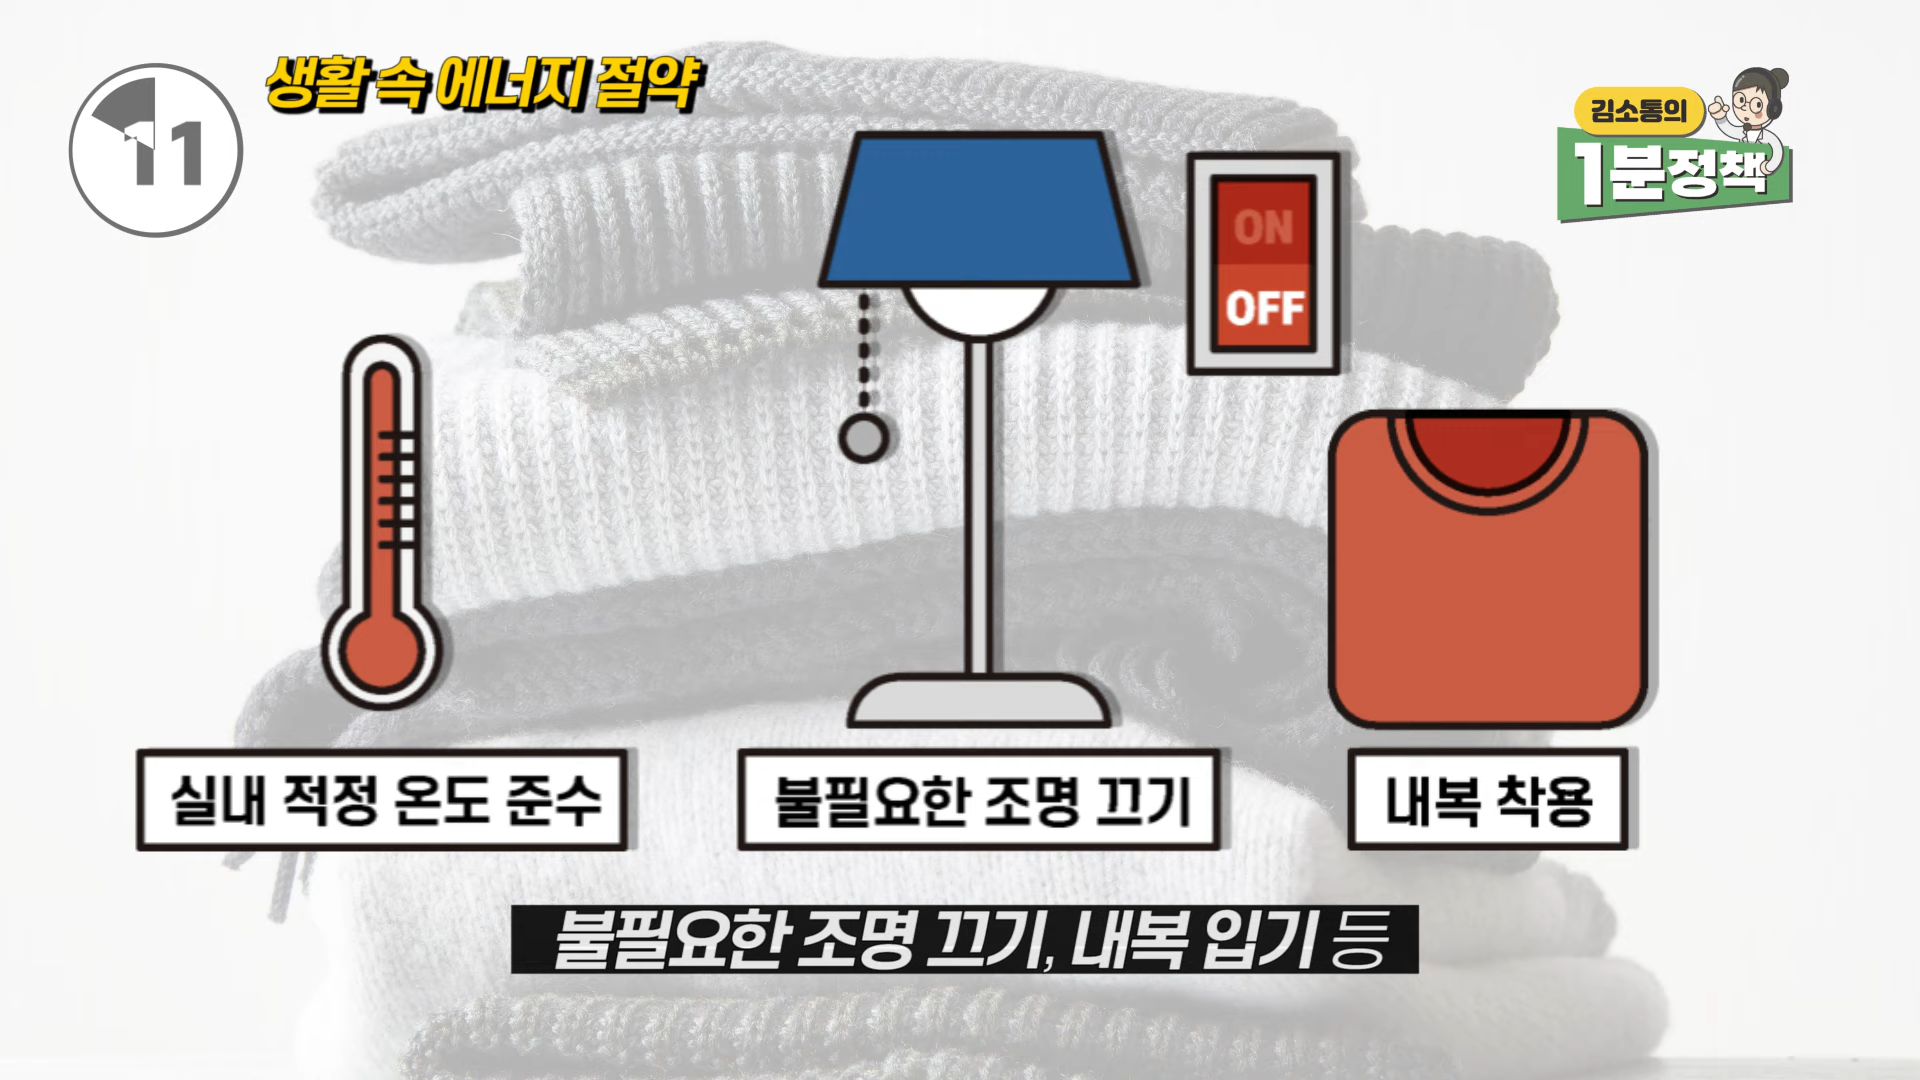 11
생활 속 에너지 절약
김소통의
1분정책
ON
OFF
실내 적정 온도 준수
불필요한 조명 끄기
내복 착용
불필요한 조명 끄기, 내복 입기 등